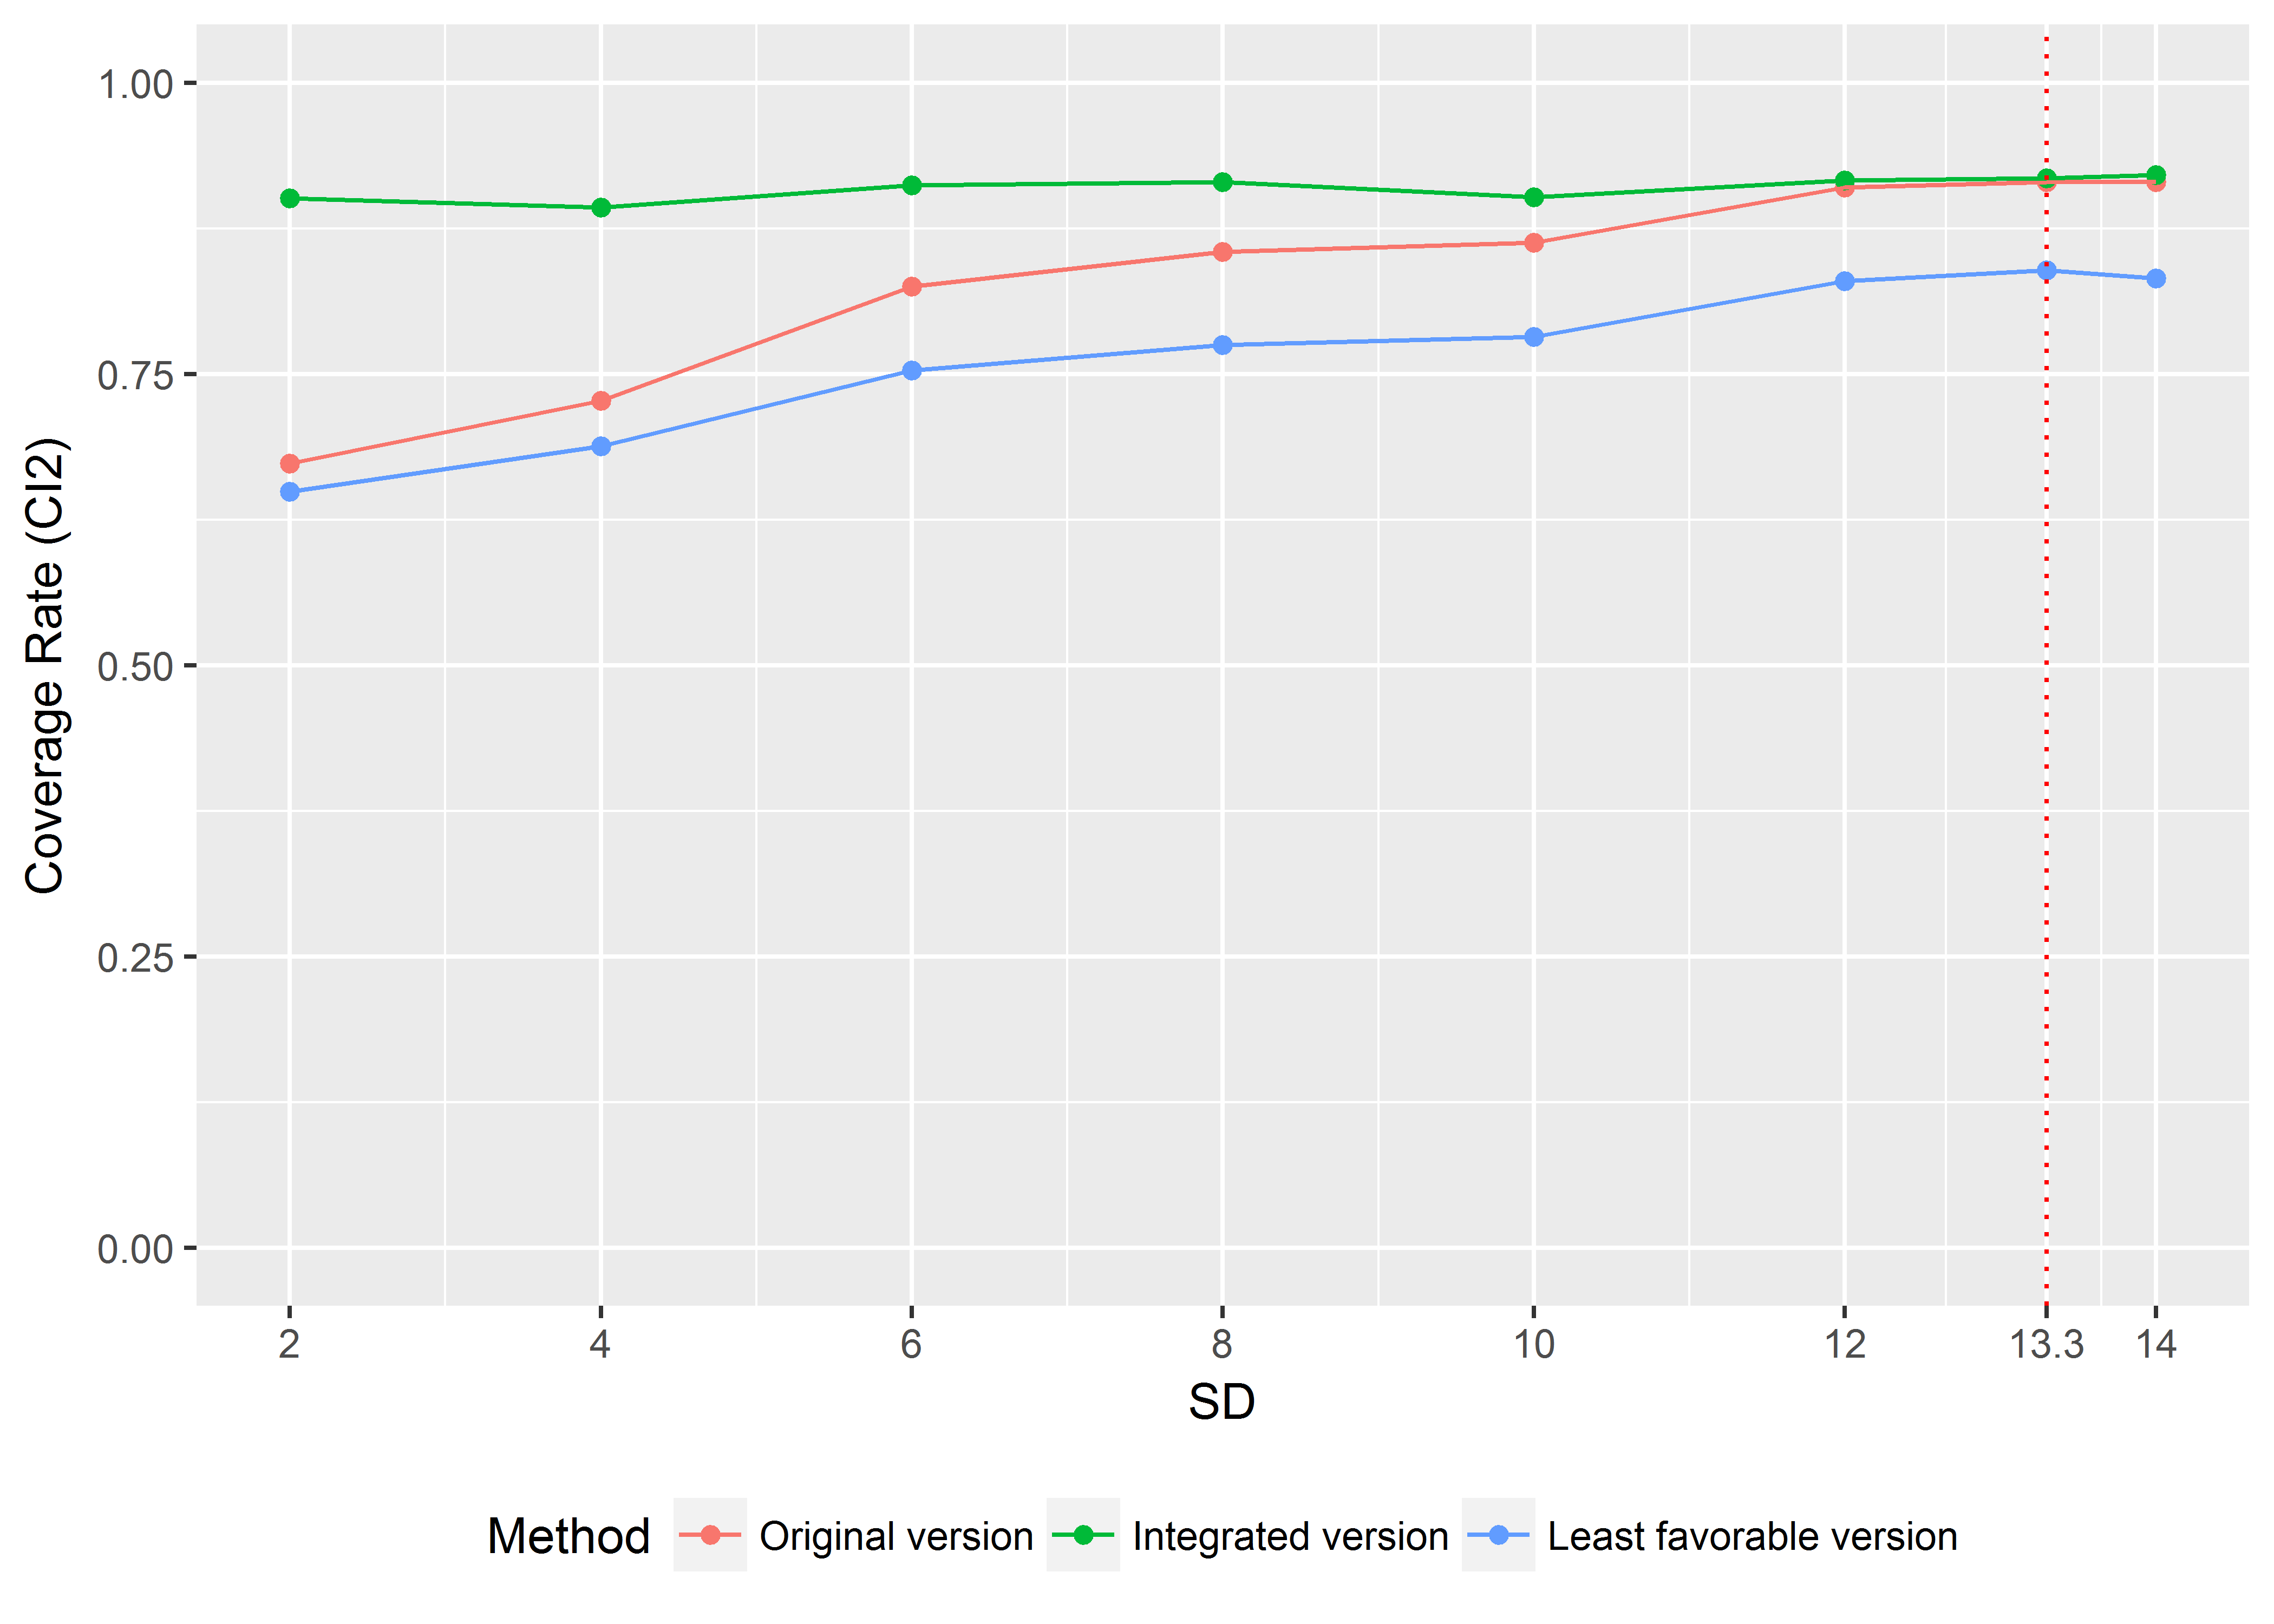 Coverage Rate (CI2)
1.00
0.75
0.50
0.25
0.00
2 4 6 8 10 12 13.3 14
SD
Method Original version Integrated version Least favorable version